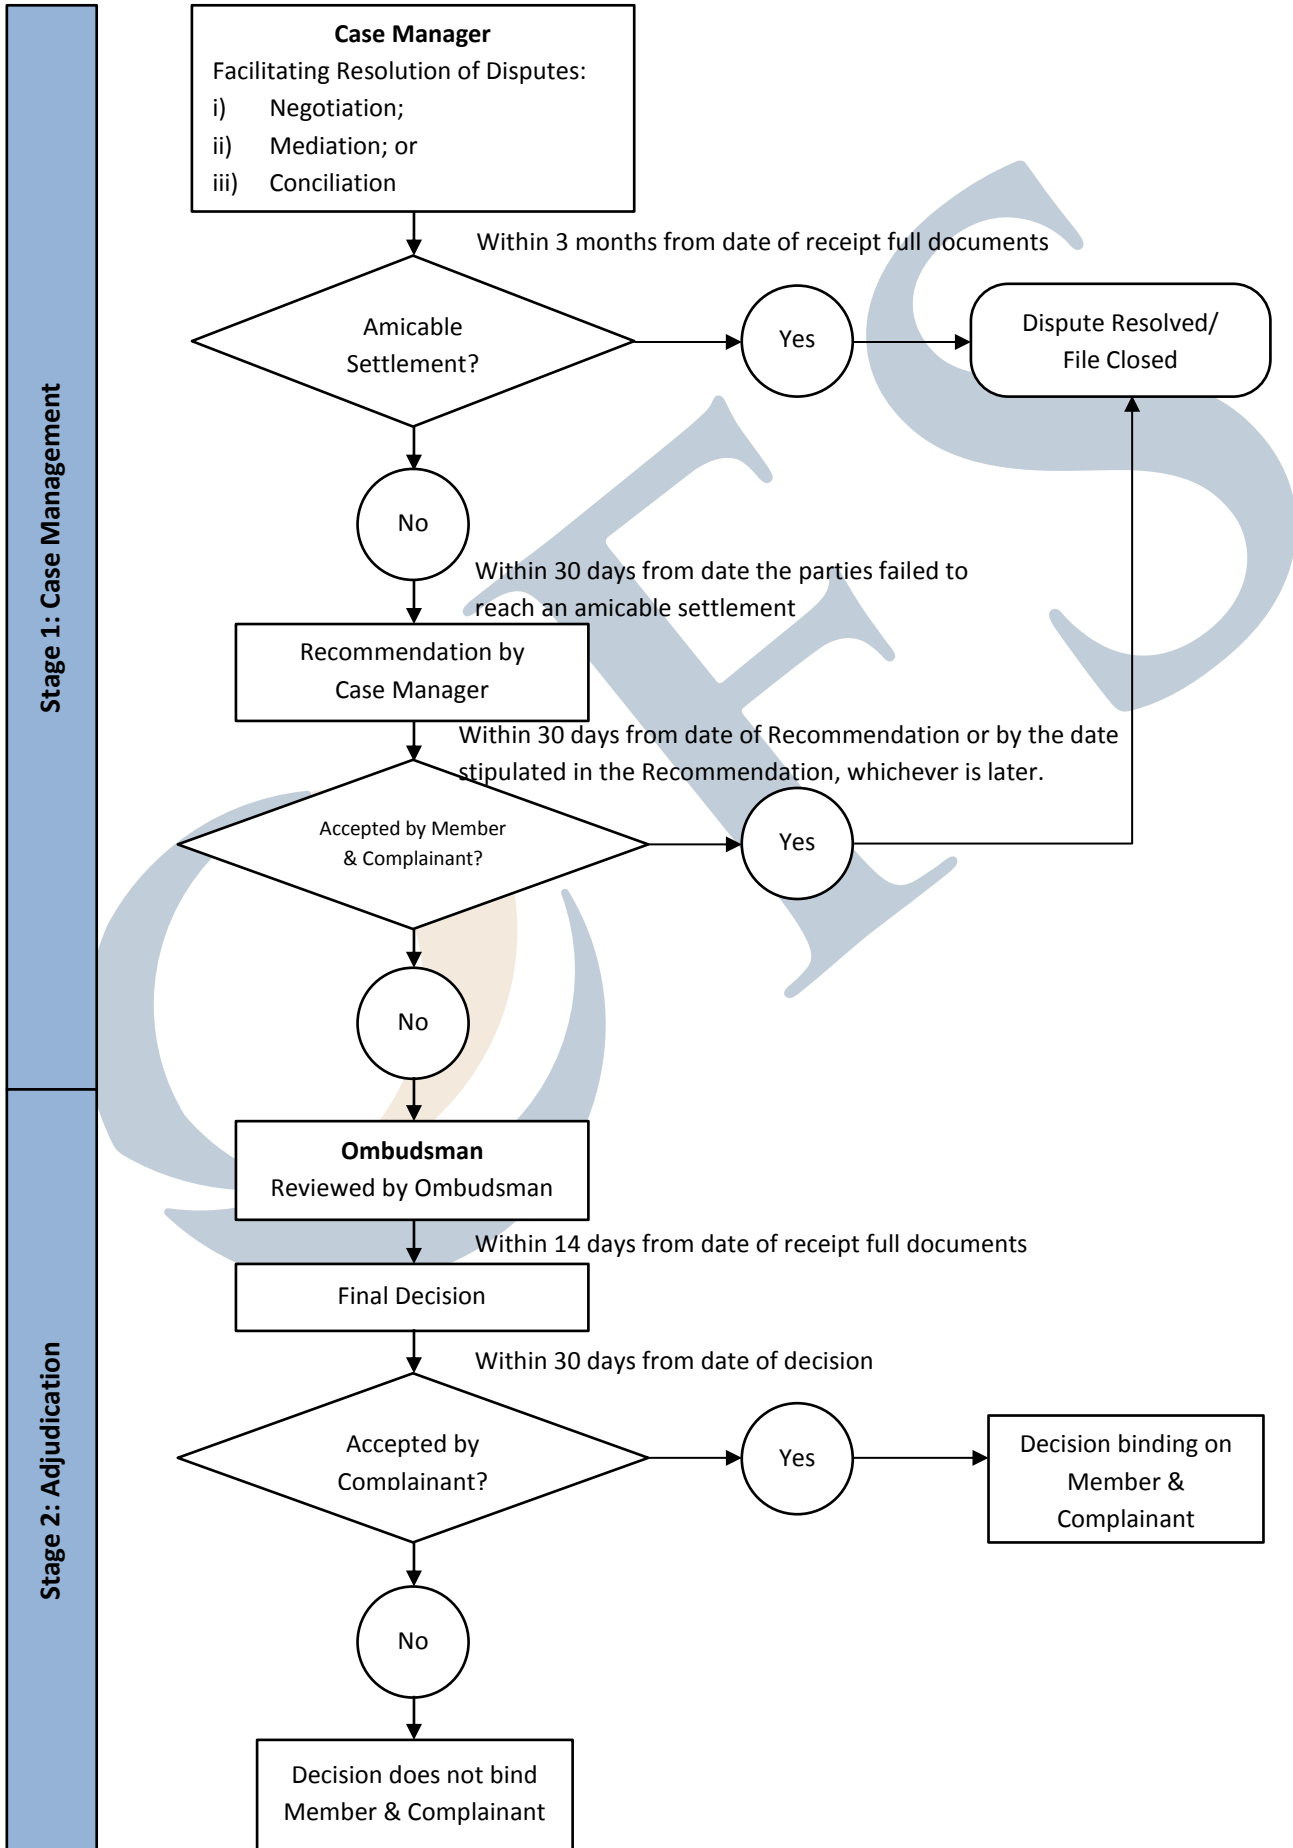 Stage 1: Case Management
Case Manager
Facilitating Resolution of Disputes:
i) Negotiation;
ii) Mediation; or
iii) Conciliation
Within 3 months from date of receipt full documents
Amicable
Settlement?
Yes
Dispute Resolved/
File Closed
No
Within 30 days from date the parties failed to
reach an amicable settlement
Recommendation by
Case Manager
Within 30 days from date of Recommendation or by the date
stipulated in the Recommendation, whichever is later.
Accepted by Member
& Complainant?
Yes
No
Stage 2: Adjudication
Ombudsman
Reviewed by Ombudsman
Within 14 days from date of receipt full documents
Final Decision
Within 30 days from date of decision
Accepted by
Complainant?
Yes
Decision binding on
Member &
Complainant
No
Decision does not bind
Member & Complainant
OFS